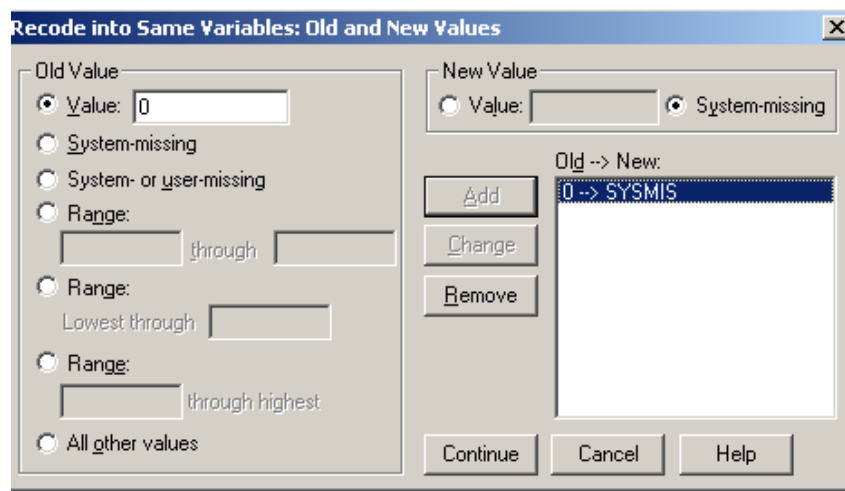 Recode into Same Variables: Old and New Values
Old Value
Value: 0
System-missing
System- or user-missing
Range:
through
Range:
Lowest through
Range:
through highest
All other values
New Value
Value:
System-missing
Old --> New:
0 --> SYSMIS
Add
Change
Remove
Continue
Cancel
Help